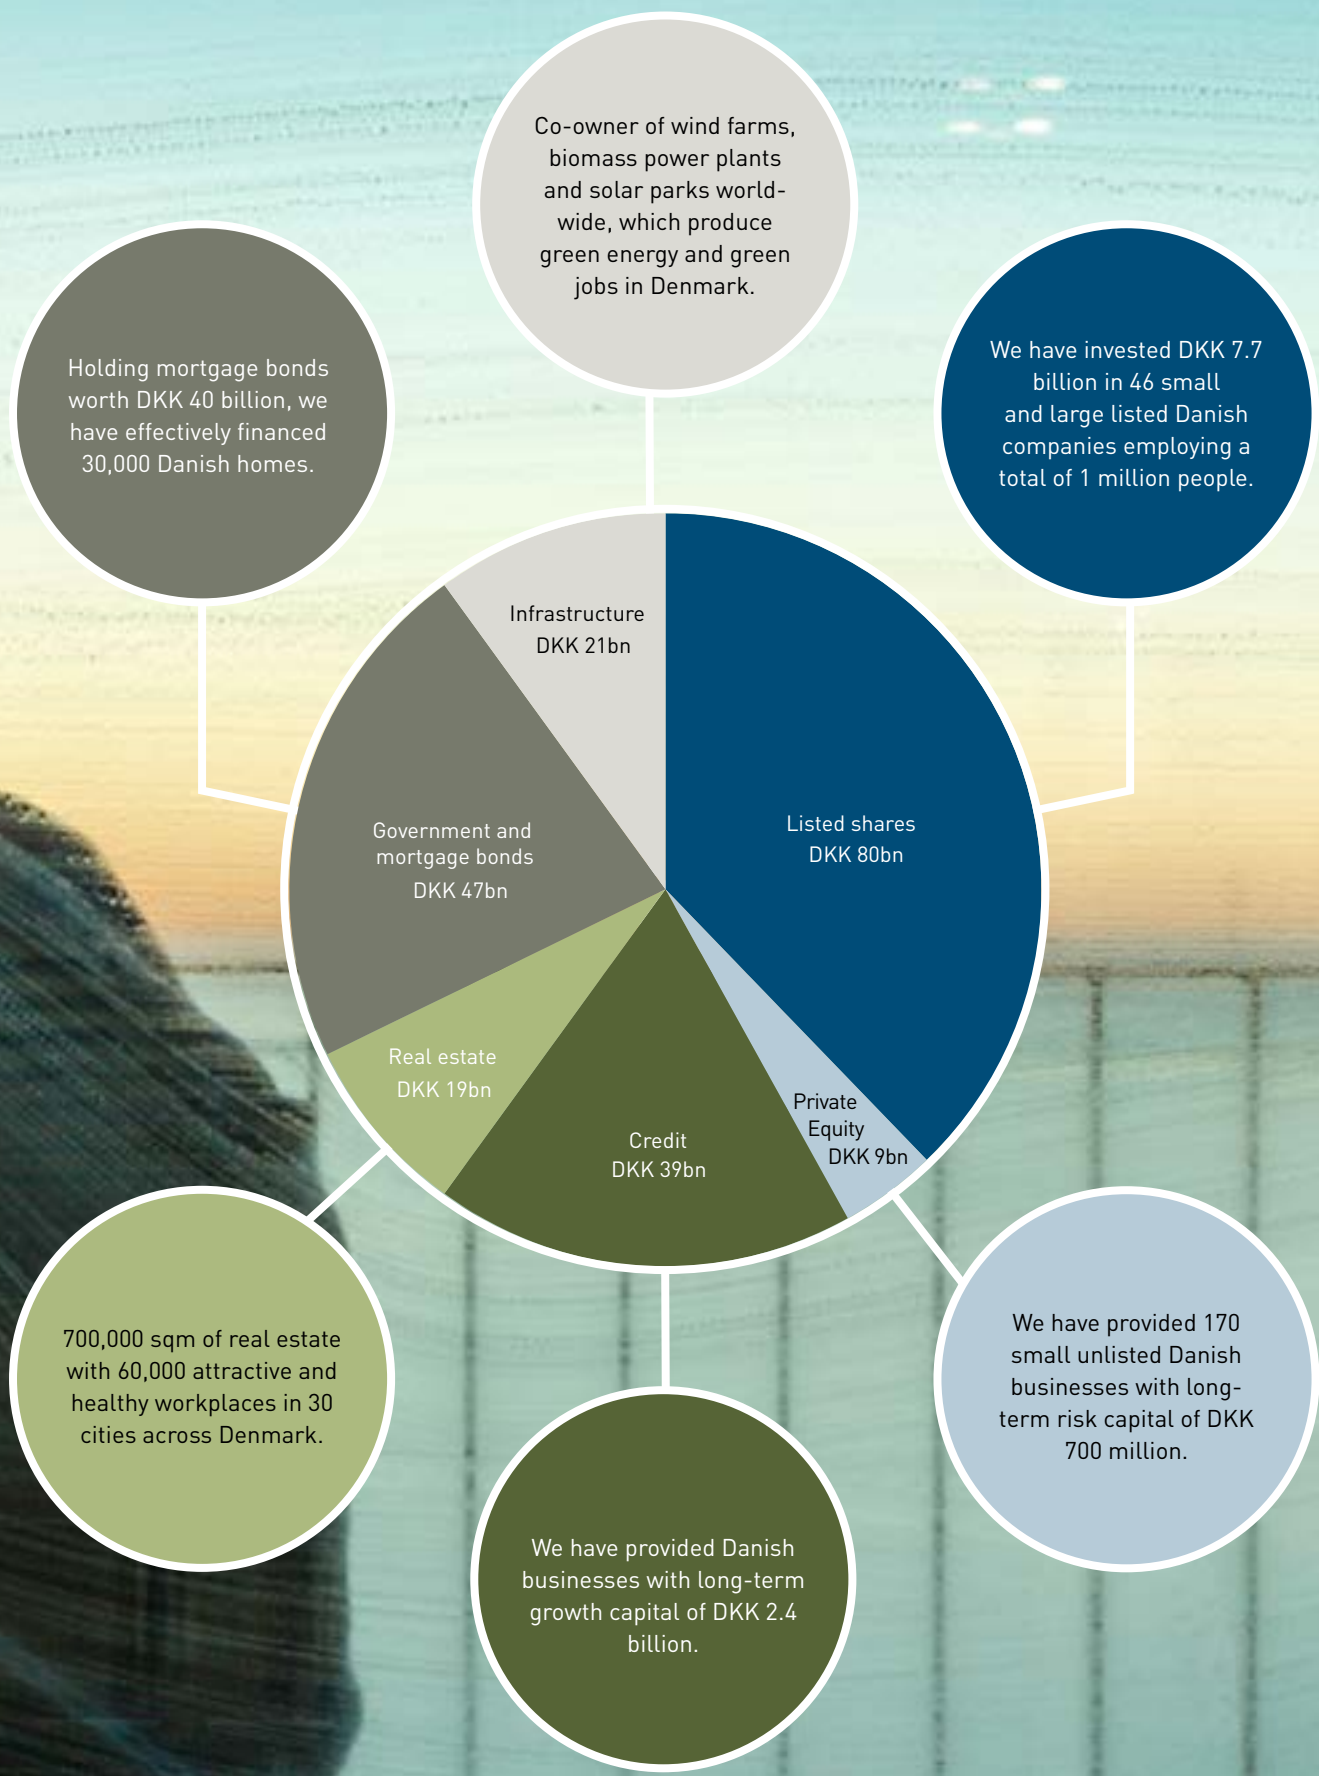 Co-owner of wind farms,
biomass power plants
and solar parks world-
wide, which produce
green energy and green
jobs in Denmark.
Holding mortgage bonds
worth DKK 40 billion, we
have effectively financed
30,000 Danish homes.
We have invested DKK 7.7
billion in 46 small
and large listed Danish
companies employing a
total of 1 million people.
Infrastructure
DKK 21bn
Government and
mortgage bonds
DKK 47bn
Listed shares
DKK 80bn
Real estate
DKK 19bn
Credit
DKK 39bn
Private
Equity
DKK 9bn
700,000 sqm of real estate
with 60,000 attractive and
healthy workplaces in 30
cities across Denmark.
We have provided Danish
businesses with long-term
growth capital of DKK 2.4
billion.
We have provided 170
small unlisted Danish
businesses with long-
term risk capital of DKK
700 million.